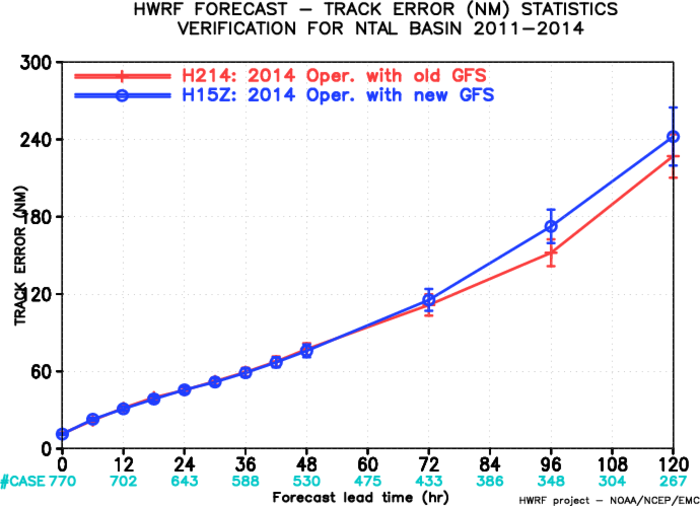 HWRF FORECAST – TRACK ERROR (NM) STATISTICS
VERIFICATION FOR NTAL BASIN 2011–2014
H214: 2014 Oper. with old GFS
H15Z: 2014 Oper. with new GFS
300
240
180
120
60
0
TRACK ERROR (NM)
0 12 24 36 48 60 72 84 96 108 120
#CASE 770 702 643 588 530 475 433 386 348 304 267
Forecast lead time (hr)
HWRF project – NOAA/NCEP/EMC